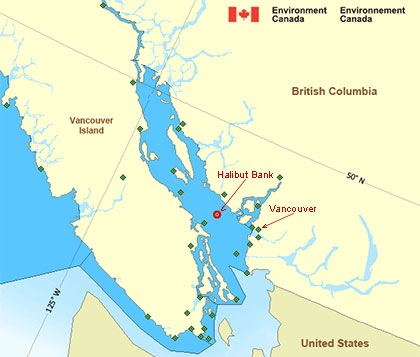 Environment Environnement
Canada Canada
British Columbia
Vancouver
Island
50° N
Halibut Bank
Vancouver
125° W
United States